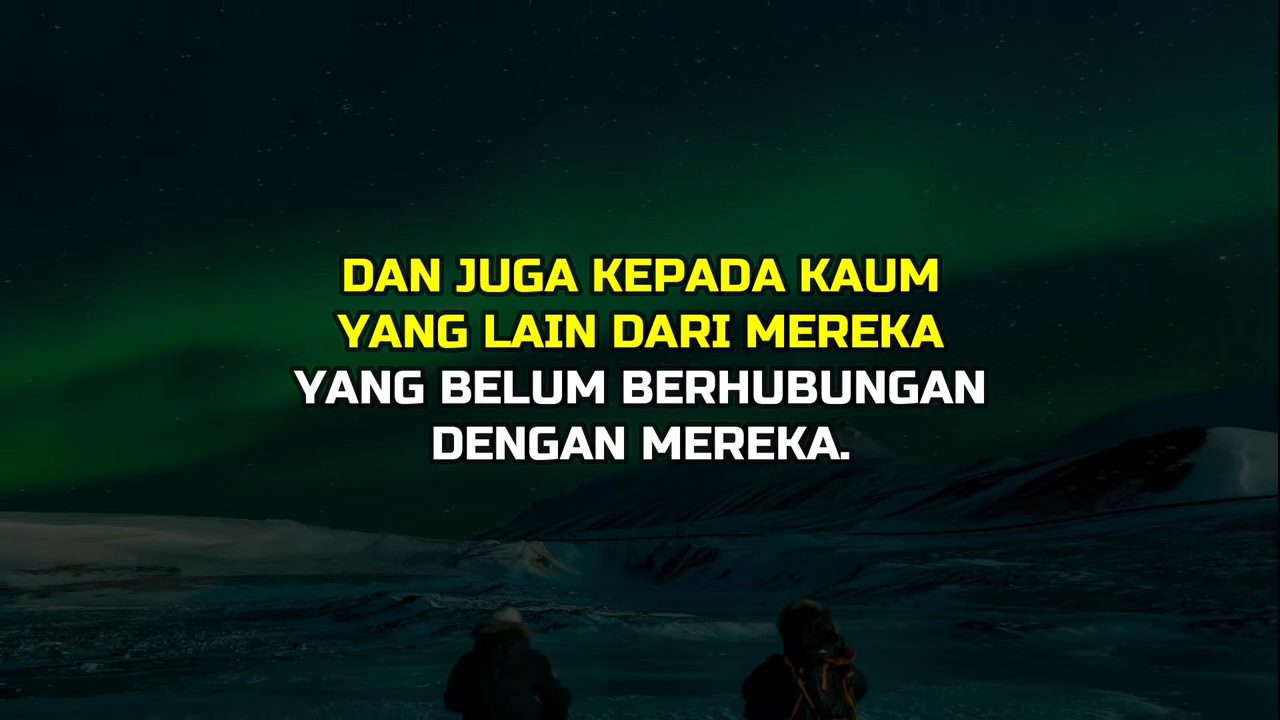 DAN JUGA KEPADA KAUM
YANG LAIN DARI MEREKA
YANG BELUM BERHUBUNGAN
DENGAN MEREKA.